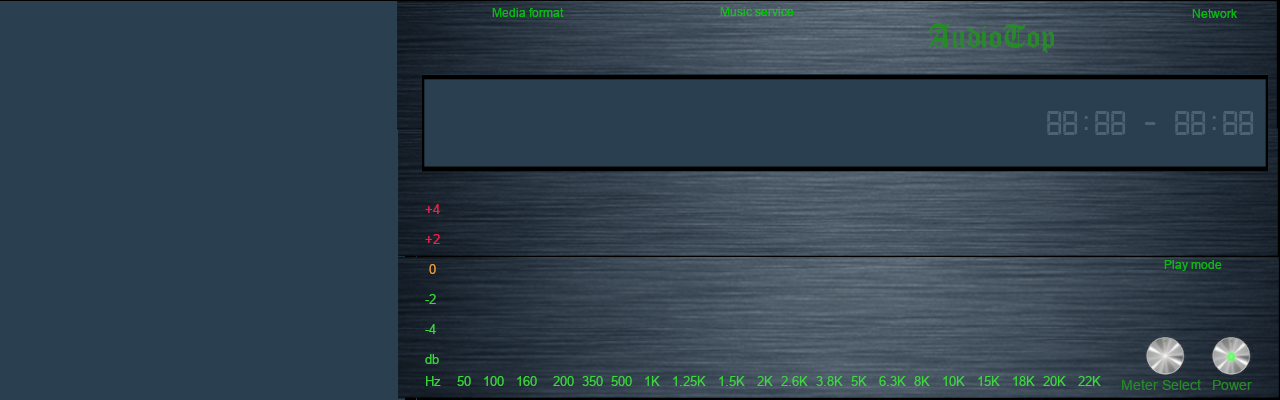 Media format
Music service
Network
AudioTop
88:88 - 88:88
+4
+2
0
Play mode
-2
-4
db
Hz 50 100 160 200 350 500 1K 1.25K 1.5K 2K 2.6K 3.8K 5K 6.3K 8K 10K 15K 18K 20K 22K
Meter Select Power